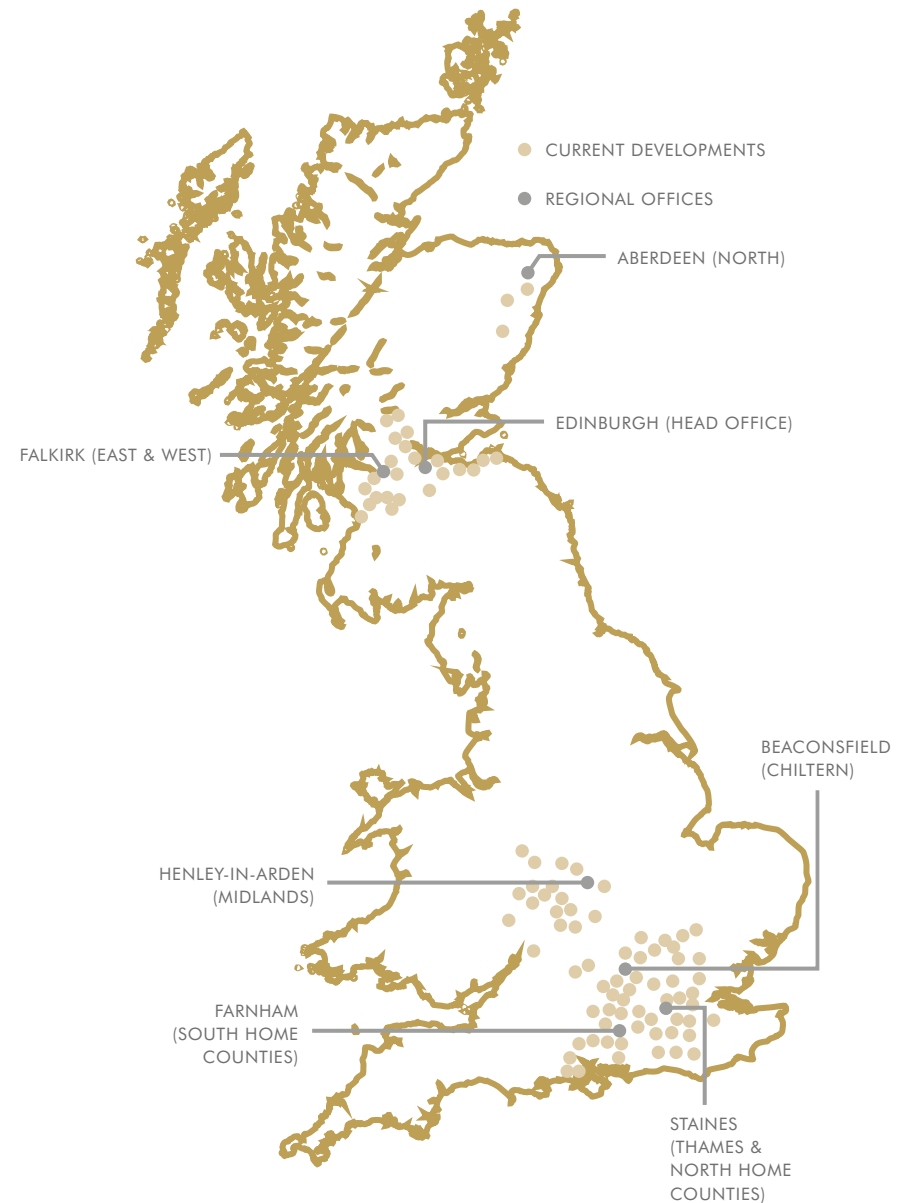 CURRENT DEVELOPMENTS
REGIONAL OFFICES
ABERDEEN (NORTH)
EDINBURGH (HEAD OFFICE)
FALKIRK (EAST & WEST)
BEACONSFIELD
(CHILTERN)
HENLEY-IN-ARDEN
(MIDLANDS)
FARNHAM
(SOUTH HOME
COUNTIES)
STAINES
(THAMES &
NORTH HOME
COUNTIES)